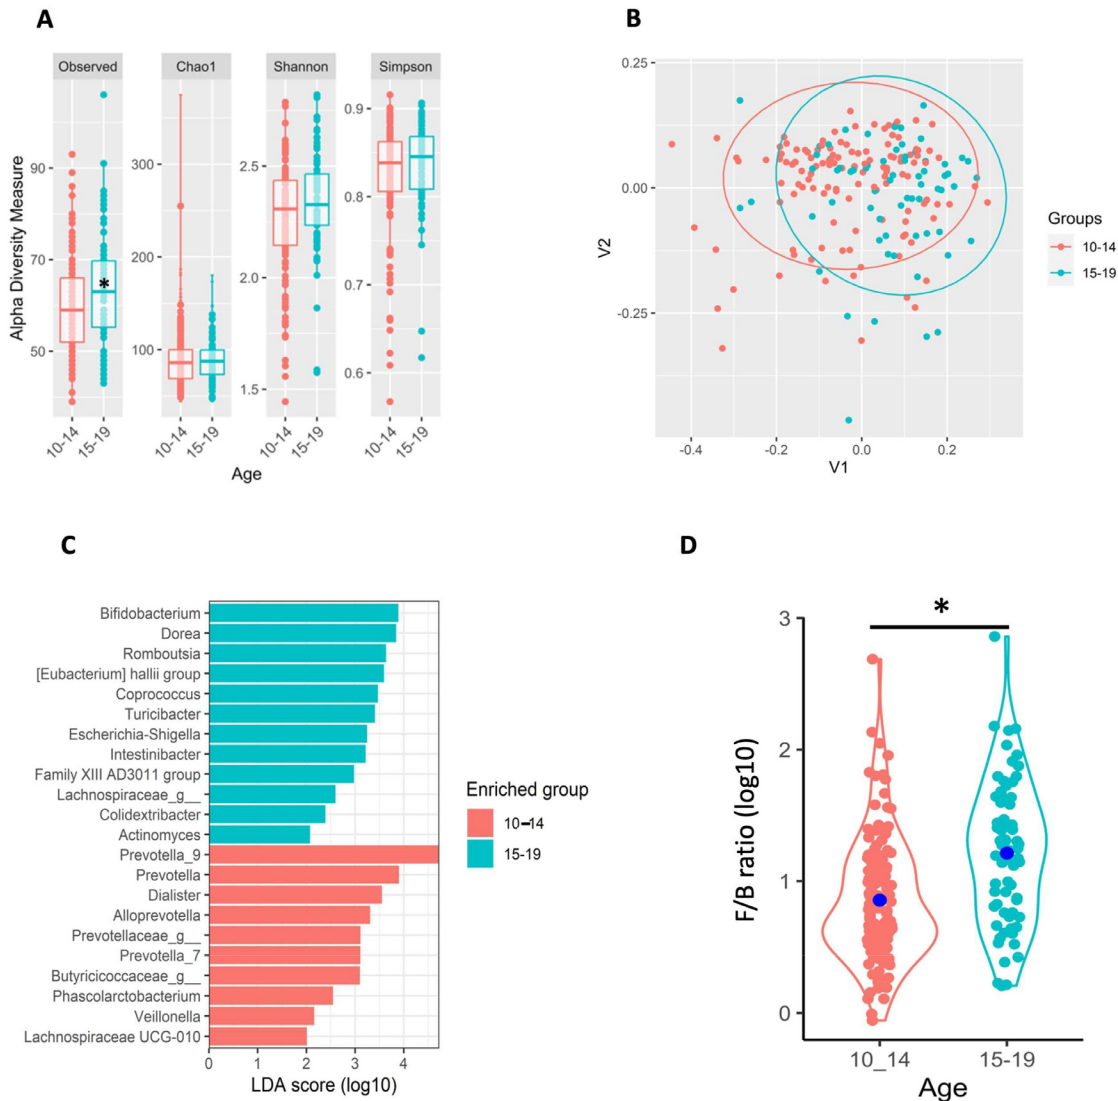 A
Observed
Chao1
Shannon
Simpson
Alpha Diversity Measure
90
70
50
300
200
100
2.5
2.0
1.5
0.9
0.8
0.7
0.6
*
10-14
15-19
10-14
15-19
10-14
15-19
10-14
15-19
Age
B
0.25
0.00
-0.25
V2
-0.4
-0.2
0.0
0.2
V1
Groups
10-14
15-19
C
Bifidobacterium
Dorea
Romboutsia
[Eubacterium] hallii group
Coprococcus
Turicibacter
Escherichia-Shigella
Intestinibacter
Family XIII AD3011 group
Lachnospiraceae_g__
Colidextribacter
Actinomyces
Prevotella_9
Prevotella
Dialister
Alloprevotella
Prevotellaceae_g__
Prevotella_7
Butyricicoccaceae_g__
Phascolarctobacterium
Veillonella
Lachnospiraceae UCG-010
0
1
2
3
4
LDA score (log10)
Enriched group
10-14
15-19
D
*
3
2
1
0
F/B ratio (log10)
10_14
15-19
Age